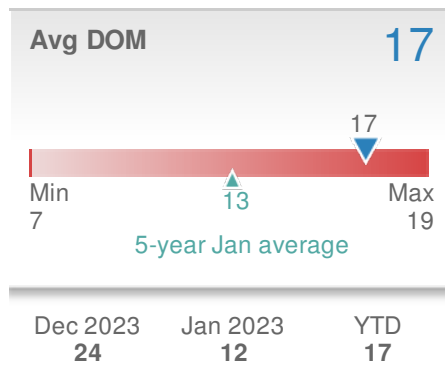 Avg DOM 17
17
Min Max
7 13 19
5-year Jan average
Dec 2023 Jan 2023 YTD
24 12 17